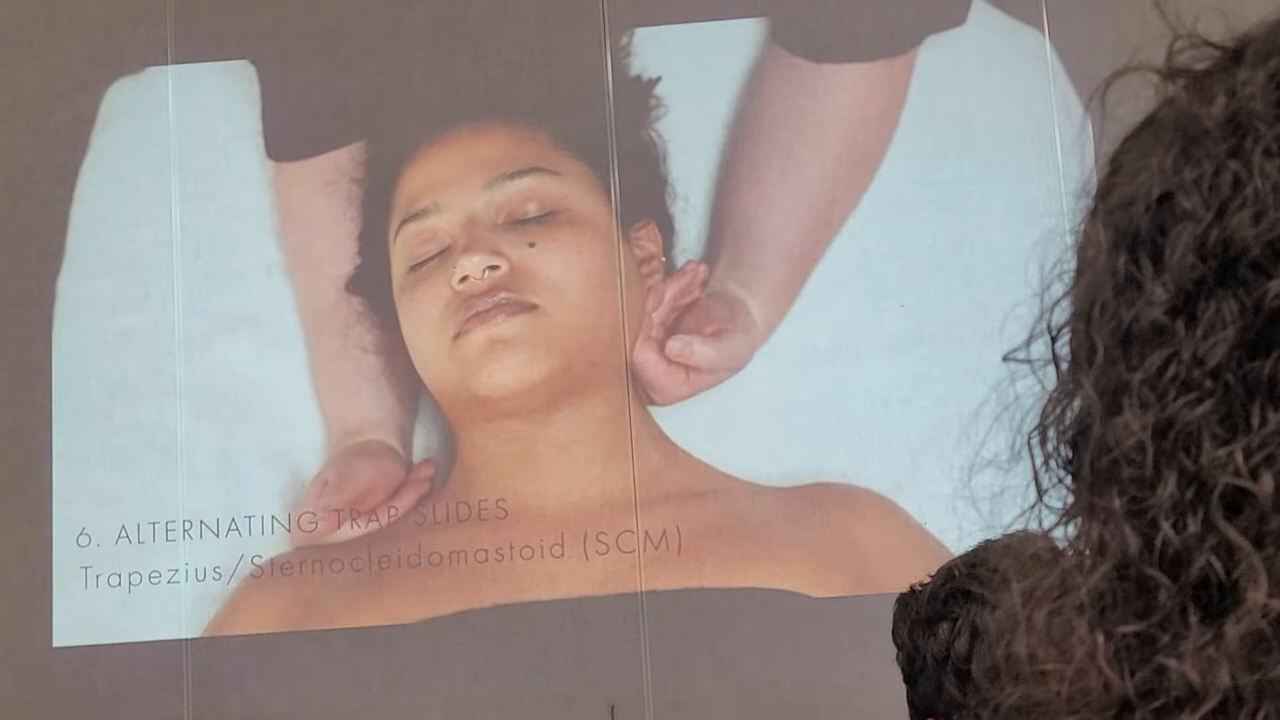 6. ALTERNATING TRAP SLIDES
Trapezius/Sternocleidomastoid (SCM)